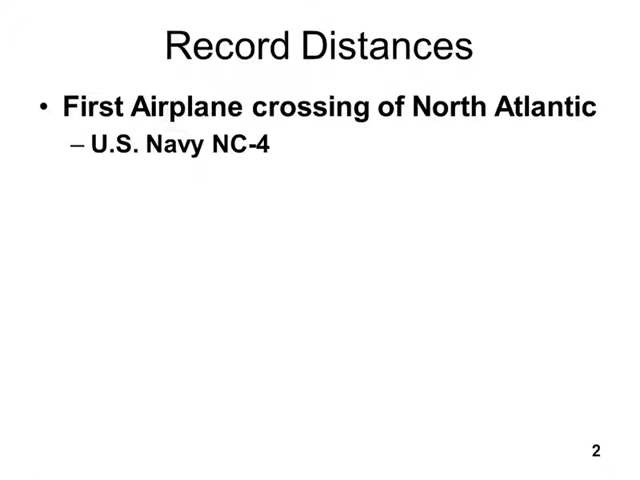 Record Distances
• First Airplane crossing of North Atlantic
– U.S. Navy NC-4
2